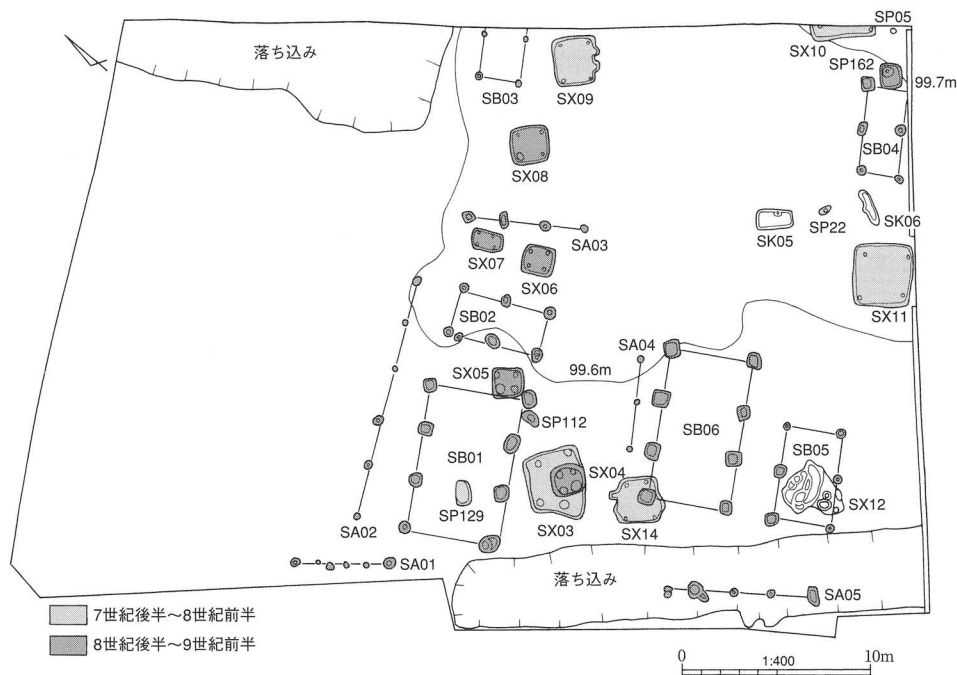 落ち込み
SP05
SX10
SP162
99.7m
SB03
SX09
SB04
SX08
SK06
SK05
SP22
SA03
SX07
SX06
SX11
SB02
SA04
99.6m
SX05
SP112
SB06
SB01
SB05
SX04
SP129
SX12
SA02
SX03
SX14
SA01
落ち込み
SA05
7世紀後半~8世紀前半
8世紀後半~9世紀前半
0 1:400 10m